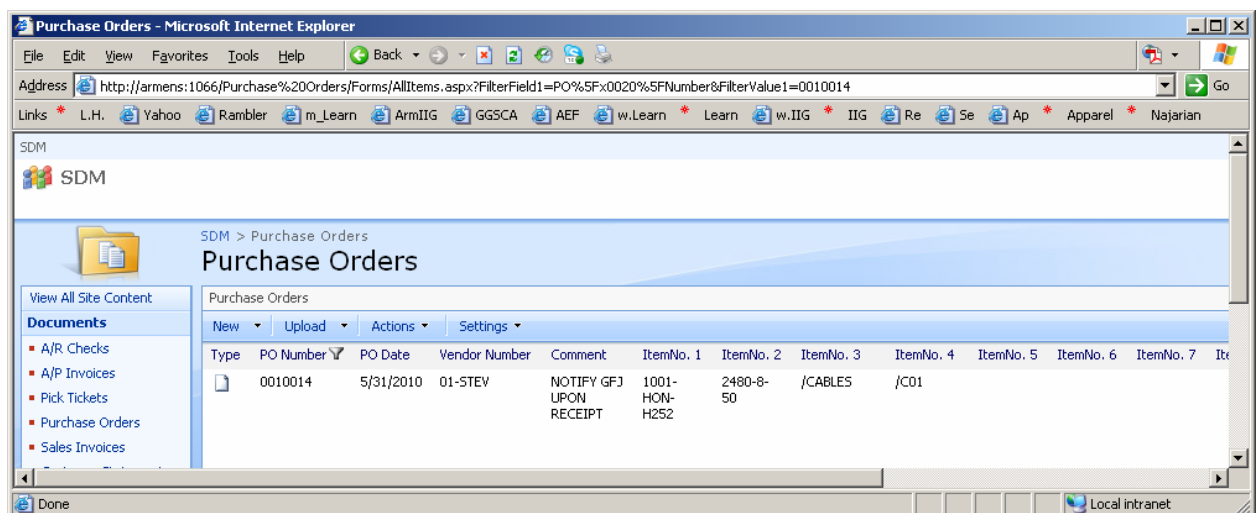 Purchase Orders - Microsoft Internet Explorer
File Edit View Favorites Tools Help Back
Address http://armens:1066/Purchase%20Orders/Forms/AllItems.aspx?FilterField1=PO%5Fx0020%5FNumber&FilterValue1=0010014 Go
Links L.H. Yahoo Rambler m_Learn ArmIIG GGSCA AEF w.Learn Learn w.IIG IIG Re Se Ap Apparel Najarian
SDM
SDM
SDM > Purchase Orders
Purchase Orders
View All Site Content
Documents
A/R Checks
A/P Invoices
Pick Tickets
Purchase Orders
Sales Invoices
Purchase Orders
New Upload Actions Settings
Type PO Number PO Date Vendor Number Comment ItemNo. 1 ItemNo. 2 ItemNo. 3 ItemNo. 4 ItemNo. 5 ItemNo. 6 ItemNo. 7 Ite
0010014 5/31/2010 01-STEV NOTIFY GFJ 1001- 2480-8- /CABLES /C01
UPON HON- 50
RECEIPT H252
Done Local intranet